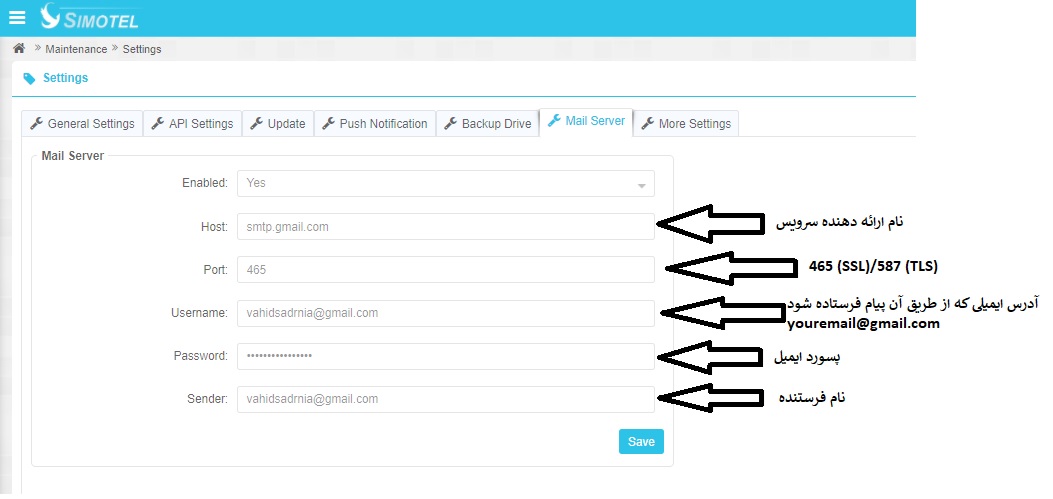 SIMOTEL
Maintenance » Settings
Settings
General Settings
API Settings
Update
Push Notification
Backup Drive
Mail Server
More Settings
Mail Server
Enabled: Yes
Host: smtp.gmail.com
نام ارائه دهنده سرویس
Port: 465
465 (SSL)/587 (TLS)
Username: vahidsadrnia@gmail.com
آدرس ایمیلی که از طریق آن پیام فرستاده شود
youremail@gmail.com
Password: ••••••••••••••••
پسورد ایمیل
Sender: vahidsadrnia@gmail.com
نام فرستنده
Save